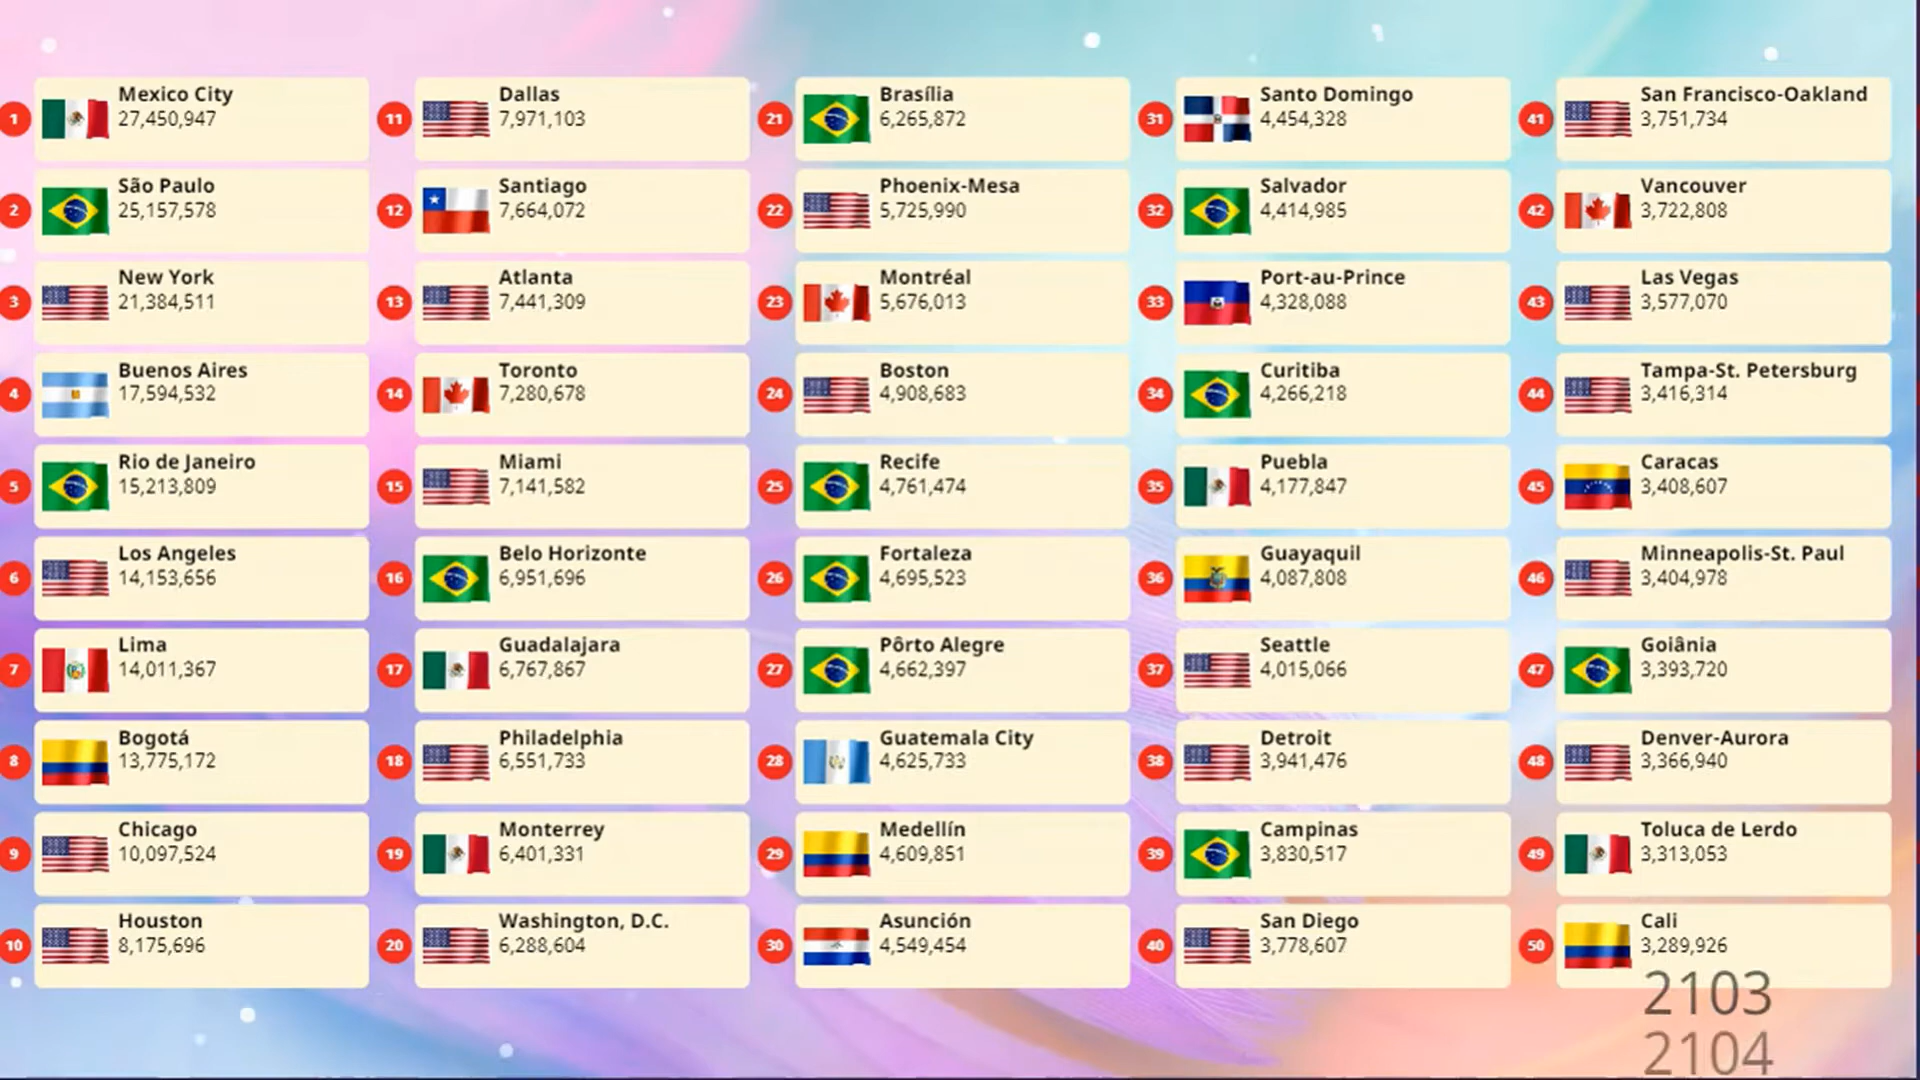 1
Mexico City
27,450,947
2
São Paulo
25,157,578
3
New York
21,384,511
4
Buenos Aires
17,594,532
5
Rio de Janeiro
15,213,809
6
Los Angeles
14,153,656
7
Lima
14,011,367
8
Bogotá
13,775,172
9
Chicago
10,097,524
10
Houston
8,175,696
11
Dallas
7,971,103
12
Santiago
7,664,072
13
Atlanta
7,441,309
14
Toronto
7,280,678
15
Miami
7,141,582
16
Belo Horizonte
6,951,696
17
Guadalajara
6,767,867
18
Philadelphia
6,551,733
19
Monterrey
6,401,331
20
Washington, D.C.
6,288,604
21
Brasília
6,265,872
22
Phoenix-Mesa
5,725,990
23
Montréal
5,676,013
24
Boston
4,908,683
25
Recife
4,761,474
26
Fortaleza
4,695,523
27
Pôrto Alegre
4,662,397
28
Guatemala City
4,625,733
29
Medellín
4,609,851
30
Asunción
4,549,454
31
Santo Domingo
4,454,328
32
Salvador
4,414,985
33
Port-au-Prince
4,328,088
34
Curitiba
4,266,218
35
Puebla
4,177,847
36
Guayaquil
4,087,808
37
Seattle
4,015,066
38
Detroit
3,941,476
39
Campinas
3,830,517
40
San Diego
3,778,607
41
San Francisco-Oakland
3,751,734
42
Vancouver
3,722,808
43
Las Vegas
3,577,070
44
Tampa-St. Petersburg
3,416,314
45
Caracas
3,408,607
46
Minneapolis-St. Paul
3,404,978
47
Goiânia
3,393,720
48
Denver-Aurora
3,366,940
49
Toluca de Lerdo
3,313,053
50
Cali
3,289,926
2103
2104